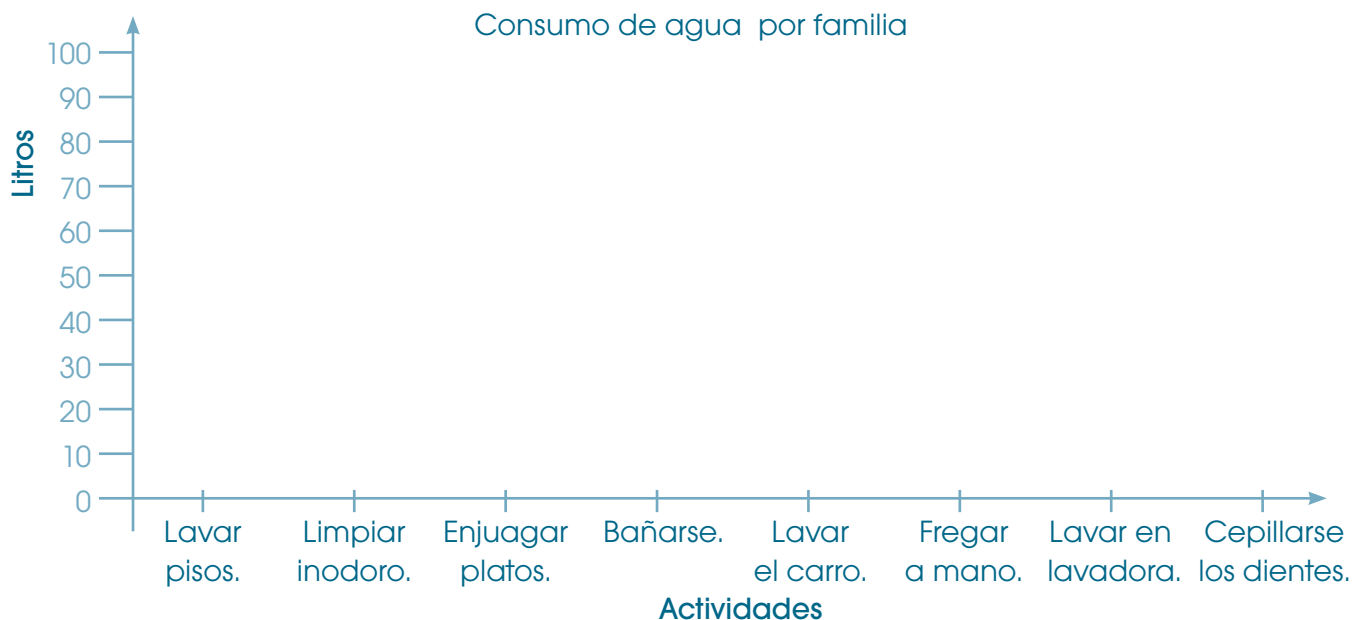 Consumo de agua por familia
Litros
100
90
80
70
60
50
40
30
20
10
0
Lavar pisos.
Limpiar inodoro.
Enjuagar platos.
Bañarse.
Lavar el carro.
Fregar a mano.
Lavar en lavadora.
Cepillarse los dientes.
Actividades